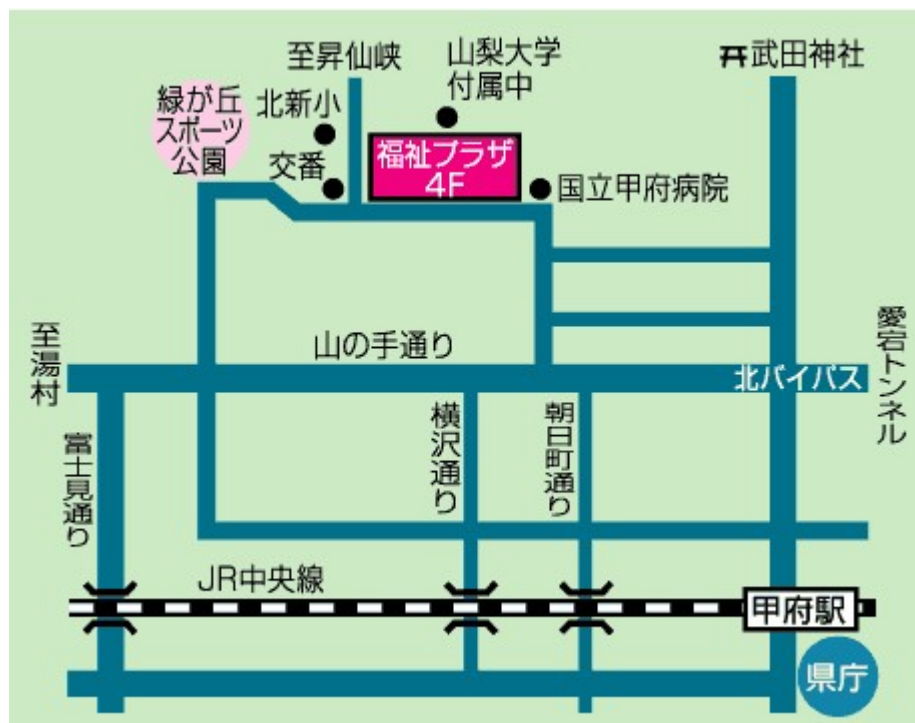 至昇仙峡
山梨大学
付属中
武田神社
緑が丘
スポーツ
公園
北新小
交番
福祉プラザ
4F
国立甲府病院
至湯村
山の手通り
北バイパス
愛宕トンネル
富士見通り
横沢通り
朝日町通り
JR中央線
甲府駅
県庁